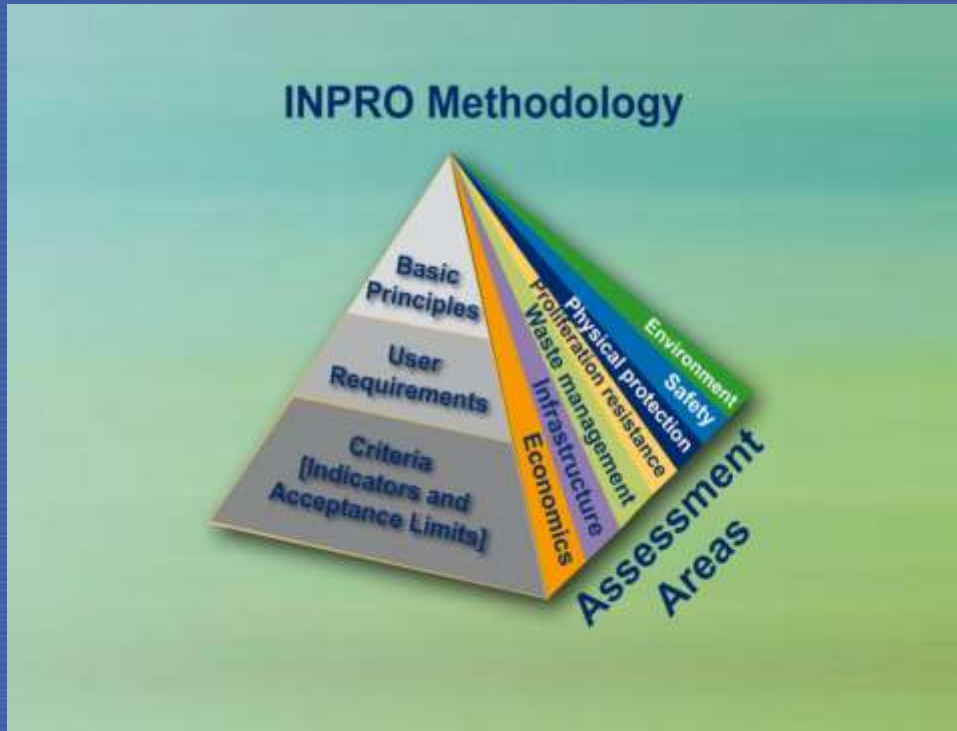 INPRO Methodology
Basic
Principles
User
Requirements
Criteria
[Indicators and
Acceptance Limits]
Economics
Infrastructure
Waste management
Proliferation resistance
Physical protection
Safety
Environment
Assessment
Areas